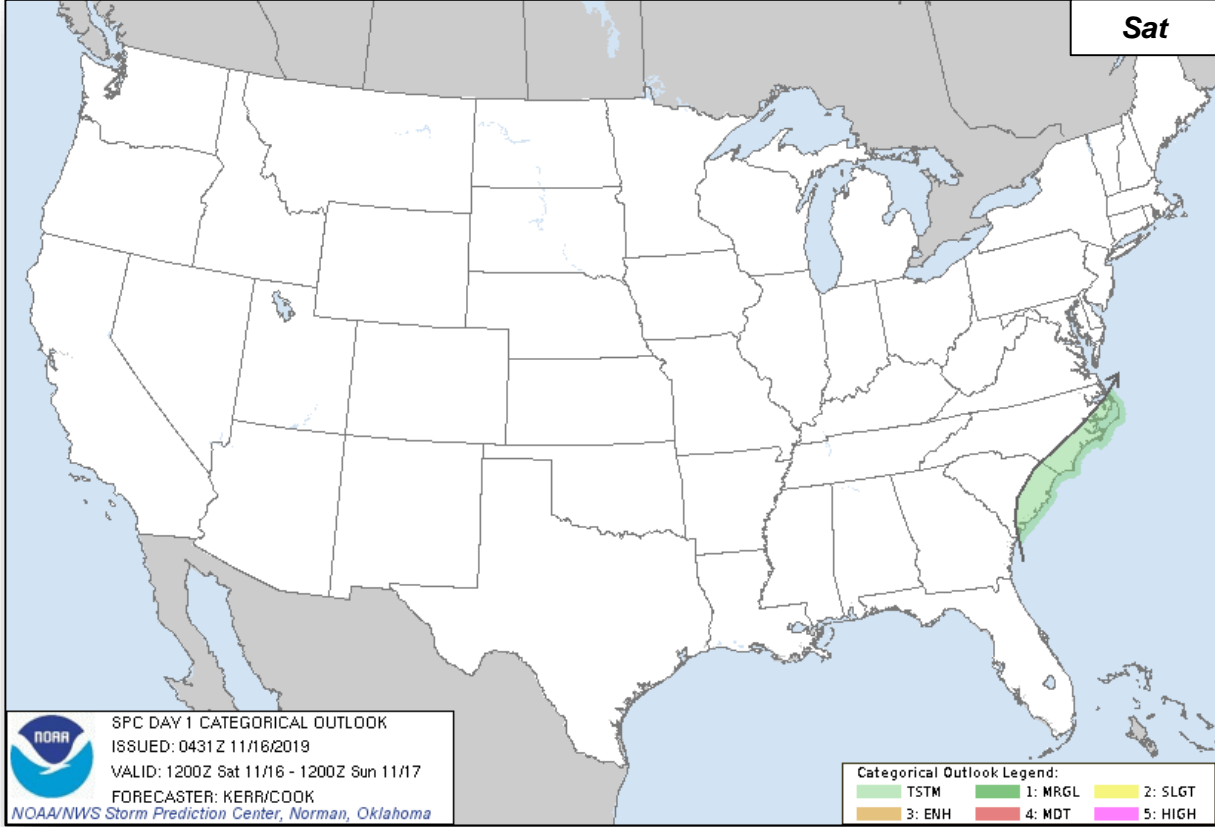 Sat
NOAA
SPC DAY 1 CATEGORICAL OUTLOOK
ISSUED: 0431Z 11/16/2019
VALID: 1200Z Sat 11/16 - 1200Z Sun 11/17
FORECASTER: KERR/COOK
NOAA/NWS Storm Prediction Center, Norman, Oklahoma
Categorical Outlook Legend:
TSTM 1: MRGL 2: SLGT
3: ENH 4: MDT 5: HIGH